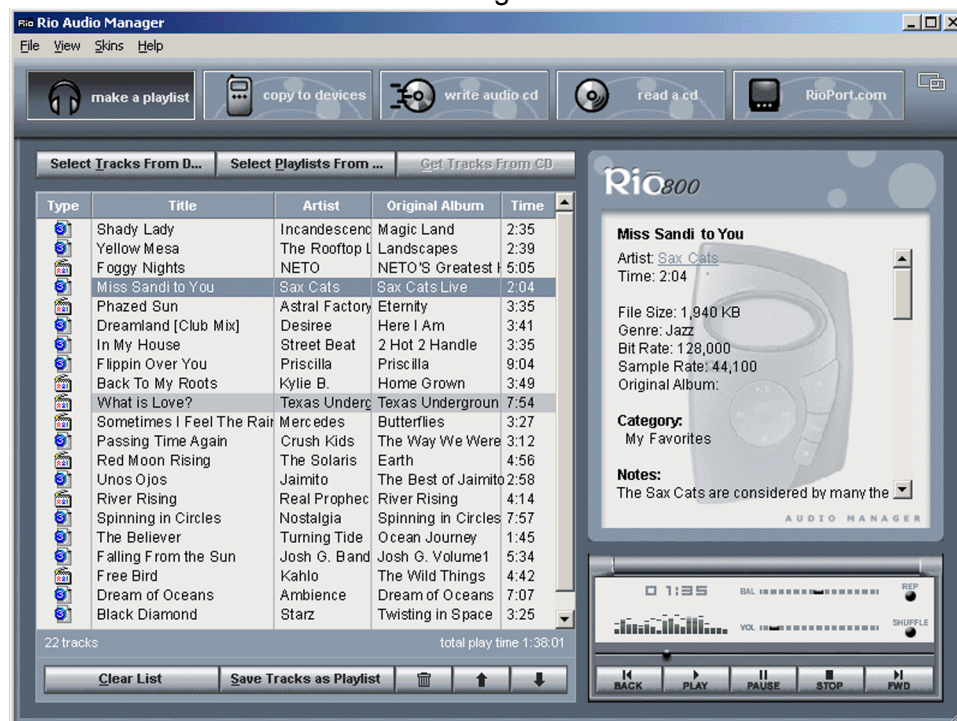 Rio Rio Audio Manager
File View Skins Help
make a playlist copy to devices write audio cd read a cd RioPort.com
Select Tracks From D... Select Playlists From ... Get Tracks From CD
Type Title Artist Original Album Time
Shady Lady Incandescenc Magic Land 2:35
Yellow Mesa The Rooftop L Landscapes 2:39
Foggy Nights NETO NETO'S Greatest H 5:05
Miss Sandi to You Sax Cats Sax Cats Live 2:04
Phazed Sun Astral Factory Eternity 3:35
Dreamland [Club Mix] Desiree Here I Am 3:41
In My House Street Beat 2 Hot 2 Handle 3:35
Flippin Over You Priscilla Priscilla 9:04
Back To My Roots Kylie B. Home Grown 3:49
What is Love? Texas Underg Texas Undergroun 7:54
Sometimes I Feel The Rain Mercedes Butterflies 3:27
Passing Time Again Crush Kids The Way We Were 3:12
Red Moon Rising The Solaris Earth 4:56
Unos Ojos Jaimito The Best of Jaimito 2:58
River Rising Real Prophec River Rising 4:14
Spinning in Circles Nostalgia Spinning in Circles 7:57
The Believer Turning Tide Ocean Journey 1:45
Falling From the Sun Josh G. Band Josh G. Volume1 5:34
Free Bird Kahlo The Wild Things 4:42
Dream of Oceans Ambience Dream of Oceans 7:07
Black Diamond Starz Twisting in Space 3:25
22 tracks total play time 1:38:01
Clear List Save Tracks as Playlist
Rio 800
Miss Sandi to You
Artist: Sax Cats
Time: 2:04
File Size: 1,940 KB
Genre: Jazz
Bit Rate: 128,000
Sample Rate: 44,100
Original Album:
Category:
My Favorites
Notes:
The Sax Cats are considered by many the
AUDIO MANAGER
01:35 BAL REP
VOL SHUFFLE
BACK PLAY PAUSE STOP FWD